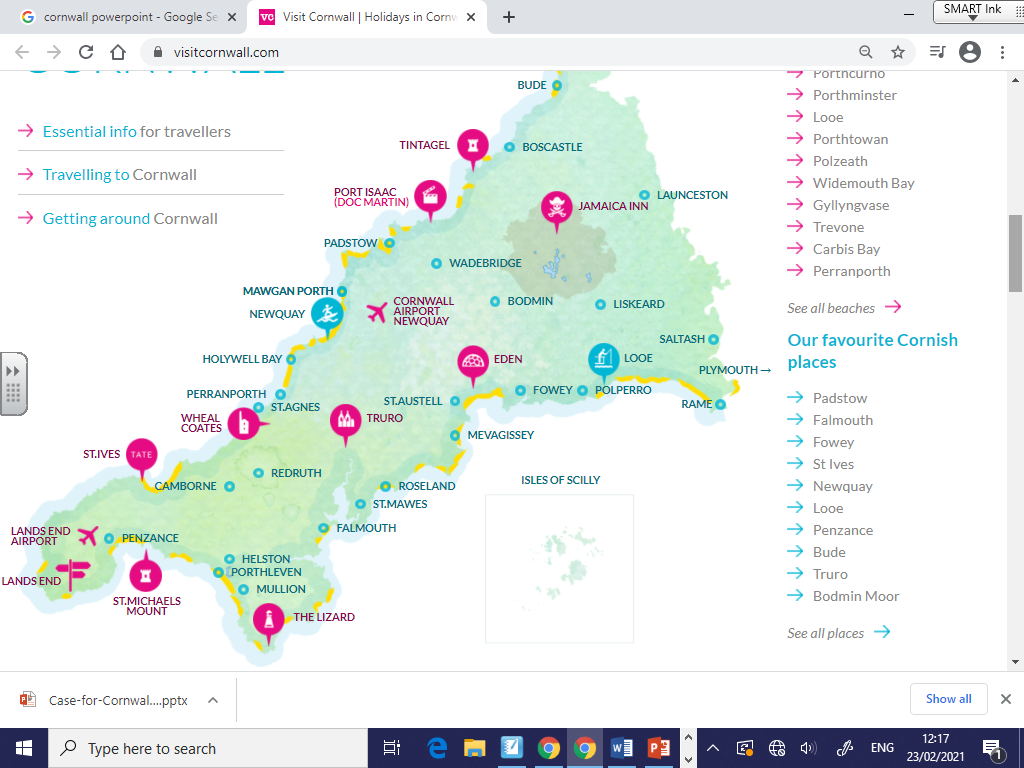 cornwall powerpoint - Google Se
Visit Cornwall | Holidays in Cornw
SMART Ink
visitcornwall.com
CORNWALL
Essential info for travellers
Travelling to Cornwall
Getting around Cornwall
BUDE
TINTAGEL
BOSCASTLE
PORT ISAAC
(DOC MARTIN)
LAUNCESTON
JAMAICA INN
PADSTOW
WADEBRIDGE
MAWGAN PORTH
NEWQUAY
CORNWALL
AIRPORT
NEWQUAY
BODMIN
LISKEARD
SALTASH
HOLYWELL BAY
EDEN
LOOE
PLYMOUTH→
PERRANPORTH
ST.AGNES
ST.AUSTELL
FOWEY
POLPERRO
RAME
WHEAL
COATES
TRURO
MEVAGISSEY
ST.IVES
TATE
REDRUTH
CAMBORNE
ROSELAND
ST.MAWES
FALMOUTH
ISLES OF SCILLY
LANDS END
AIRPORT
PENZANCE
HELSTON
PORTHLEVEN
MULLION
LANDS END
ST.MICHAELS
MOUNT
THE LIZARD
Porthcurno
Porthminster
Looe
Porthtowan
Polzeath
Widemouth Bay
Gyllyngvase
Trevone
Carbis Bay
Perranporth
See all beaches
Our favourite Cornish
places
Padstow
Falmouth
Fowey
St Ives
Newquay
Looe
Penzance
Bude
Truro
Bodmin Moor
See all places
Case-for-Cornwal....pptx
Show all
Type here to search
ENG
12:17
23/02/2021
1